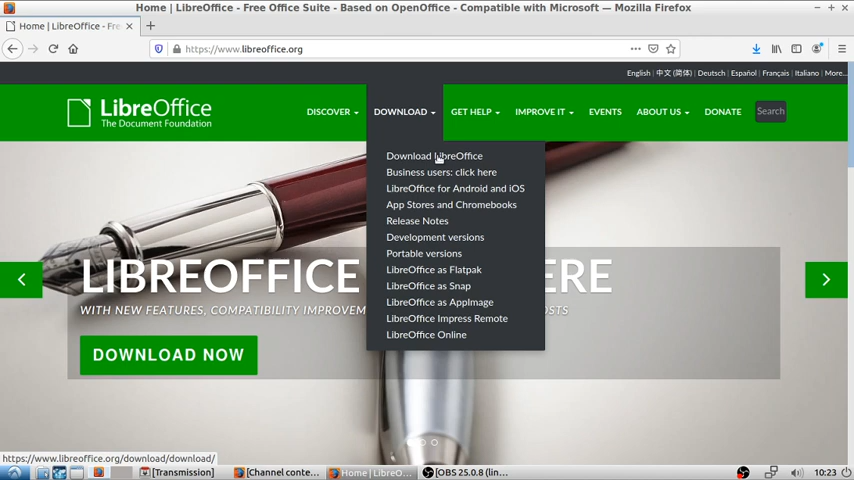 Home | LibreOffice - Free Office Suite - Based on OpenOffice - Compatible with Microsoft — Mozilla Firefox
Home | LibreOffice - Free
https://www.libreoffice.org
English | 中文 (简体) | Deutsch | Español | Français | Italiano | More...
LibreOffice
The Document Foundation
DISCOVER
DOWNLOAD
GET HELP
IMPROVE IT
EVENTS
ABOUT US
DONATE
Search
Download LibreOffice
Business users: click here
LibreOffice for Android and iOS
App Stores and Chromebooks
Release Notes
Development versions
Portable versions
LibreOffice as Flatpak
LibreOffice as Snap
LibreOffice as AppImage
LibreOffice Impress Remote
LibreOffice Online
LIBREOFFICE ERE
WITH NEW FEATURES, COMPATIBILITY IMPROVEM OSTS
DOWNLOAD NOW
https://www.libreoffice.org/download/download/
[Transmission]
[Channel conte...
Home | LibreO...
[OBS 25.0.8 (lin...
10:23